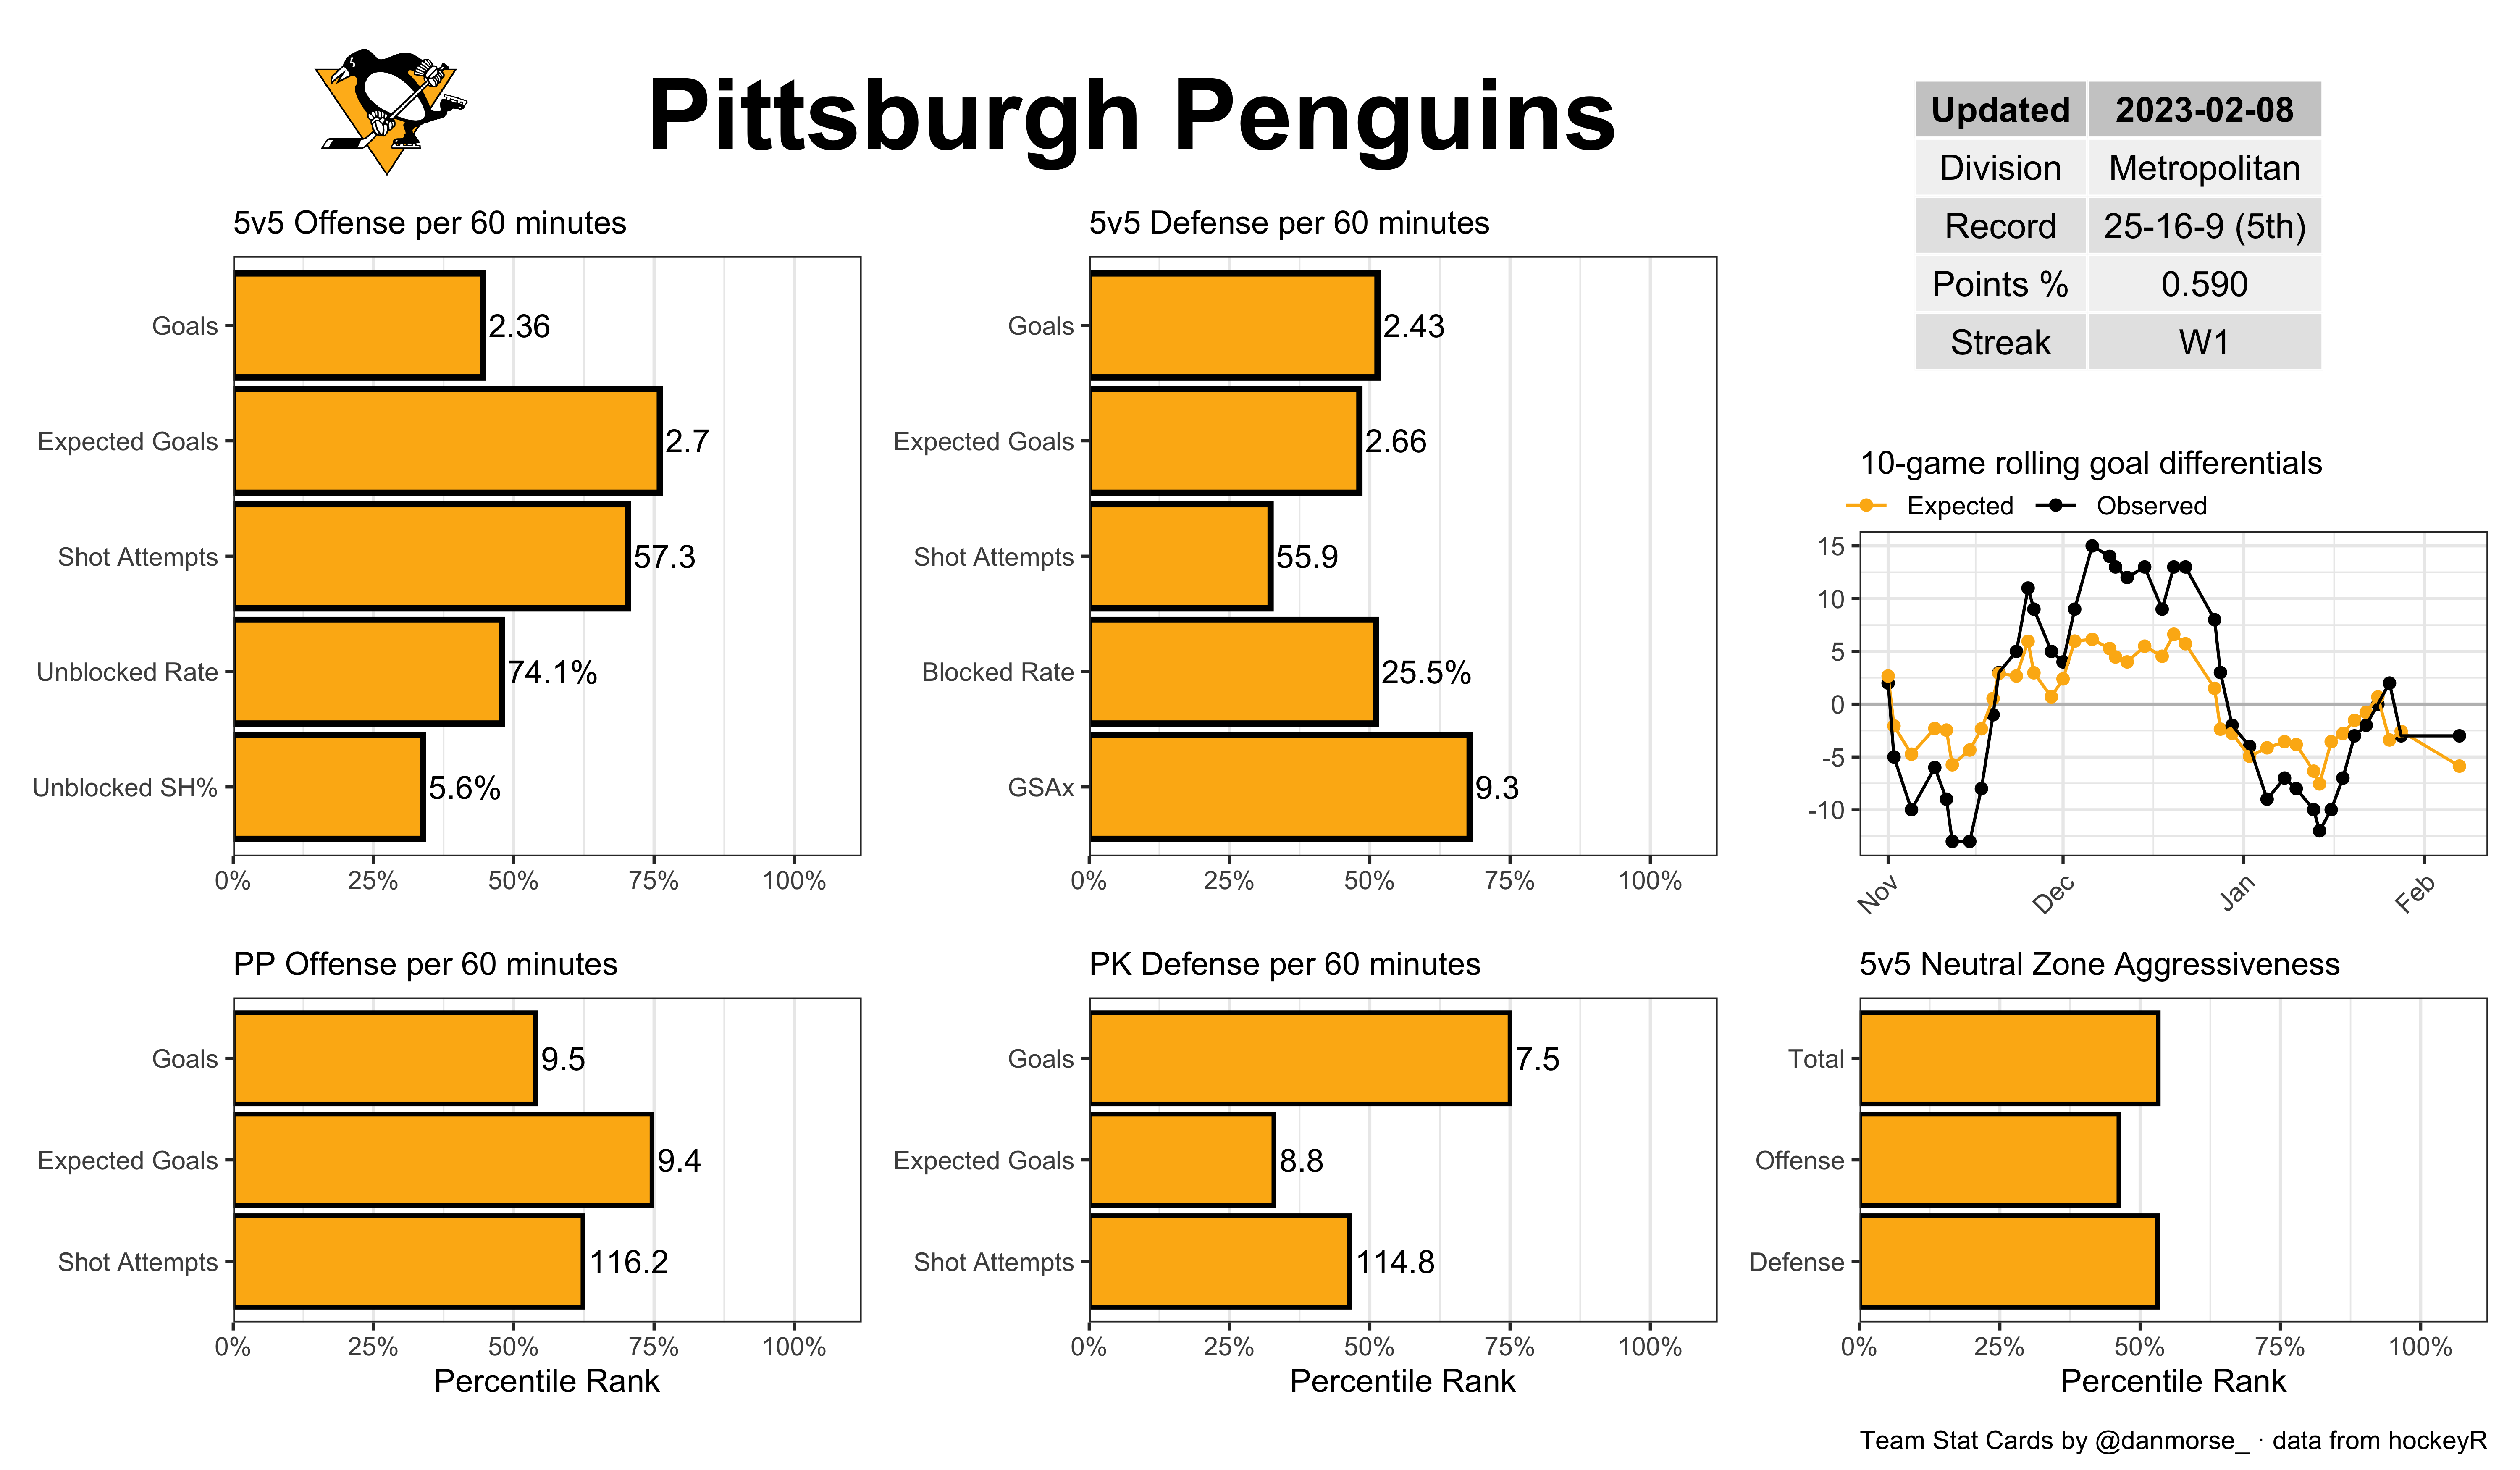 Pittsburgh Penguins
Updated 2023-02-08
Division Metropolitan
Record 25-16-9 (5th)
Points % 0.590
Streak W1
5v5 Offense per 60 minutes
Goals 2.36
Expected Goals 2.7
Shot Attempts 57.3
Unblocked Rate 74.1%
Unblocked SH% 5.6%
0% 25% 50% 75% 100%
5v5 Defense per 60 minutes
Goals 2.43
Expected Goals 2.66
Shot Attempts 55.9
Blocked Rate 25.5%
GSAx 9.3
0% 25% 50% 75% 100%
10-game rolling goal differentials
Expected Observed
15
10
5
0
-5
-10
Nov Dec Jan Feb
PP Offense per 60 minutes
Goals 9.5
Expected Goals 9.4
Shot Attempts 116.2
0% 25% 50% 75% 100%
Percentile Rank
PK Defense per 60 minutes
Goals 7.5
Expected Goals 8.8
Shot Attempts 114.8
0% 25% 50% 75% 100%
Percentile Rank
5v5 Neutral Zone Aggressiveness
Total
Offense
Defense
0% 25% 50% 75% 100%
Percentile Rank
Team Stat Cards by @danmorse_ · data from hockeyR